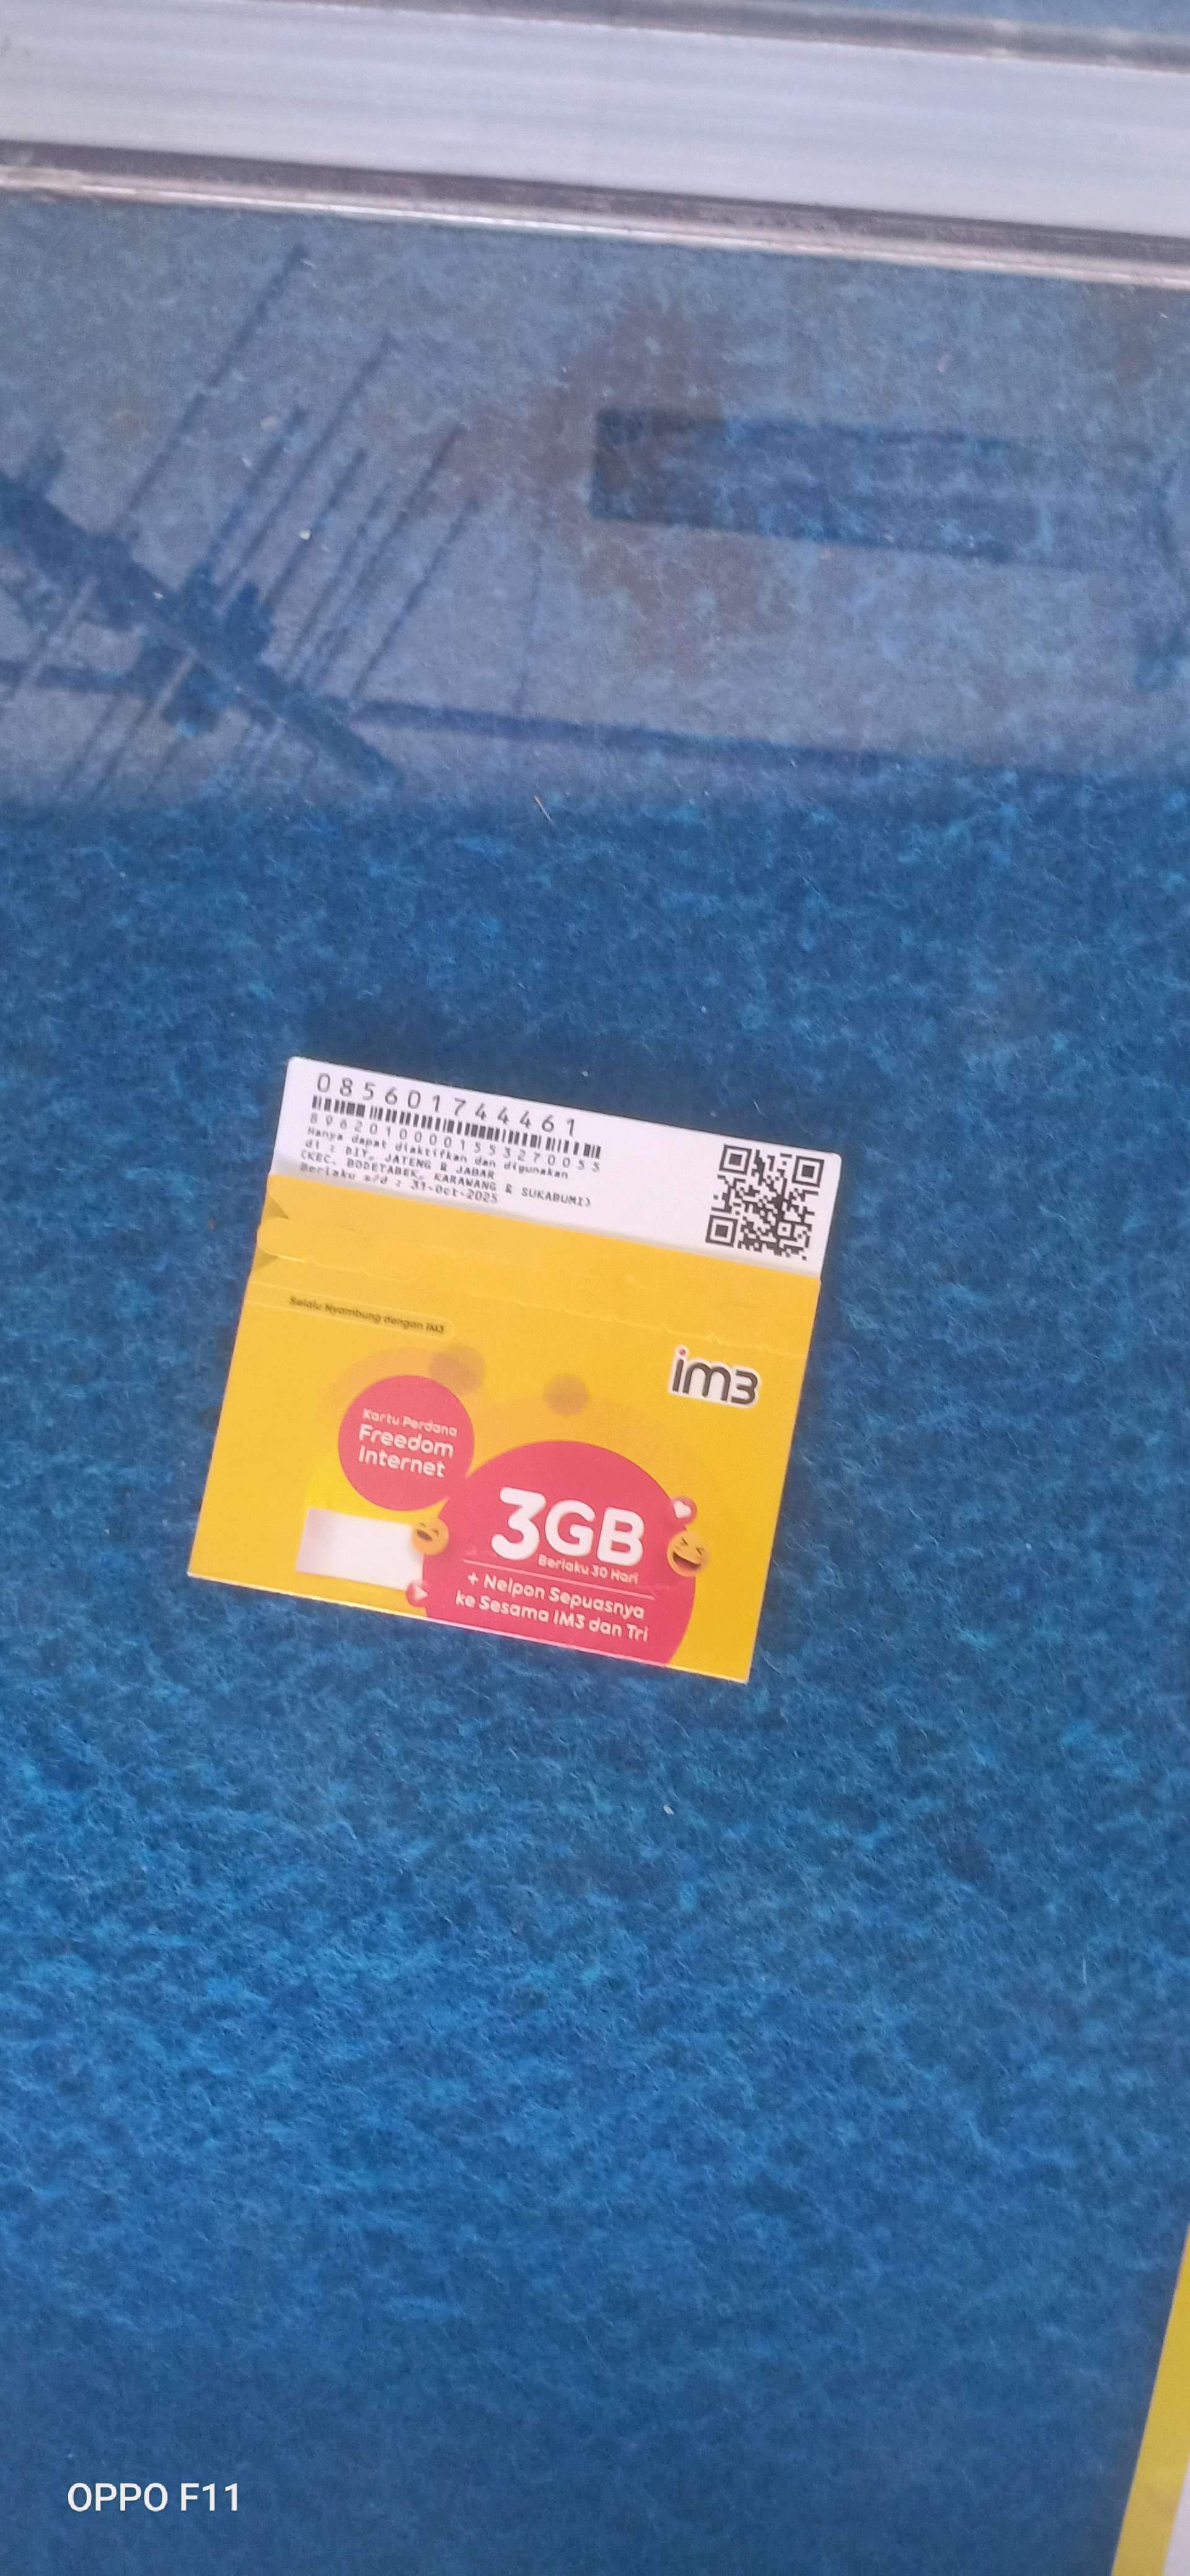 085601744461
8962010000155327005 5
Hanya dapat diaktifkan dan digunakan
di : DIY, JATENG & JABAR
(KEC. BODETABEK, KARAWANG & SUKABUMI)
Berlaku s/d : 31-Oct-2025
Selalu Nyambung dengan IM3
im3
Kartu Perdana
Freedom
Internet
3GB
Berlaku 30 Hari
+ Nelpon Sepuasnya
ke Sesama IM3 dan Tri
OPPO F11